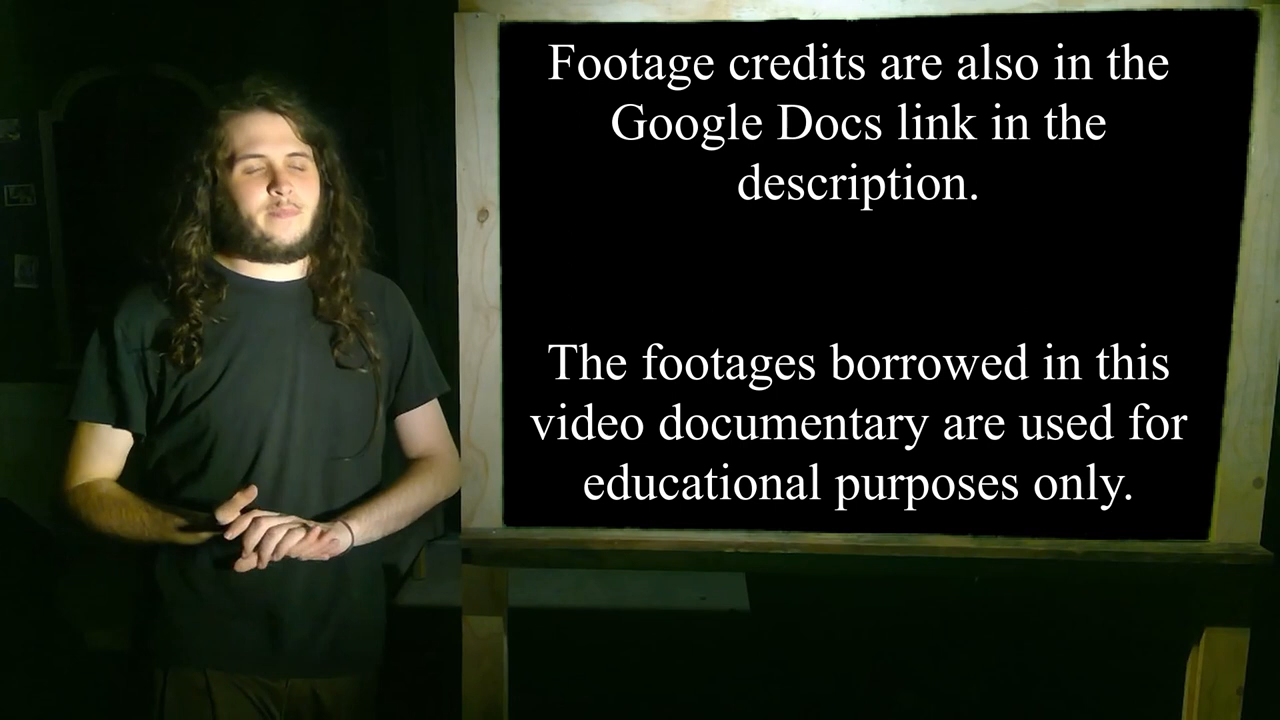 Footage credits are also in the
Google Docs link in the
description.
The footages borrowed in this
video documentary are used for
educational purposes only.